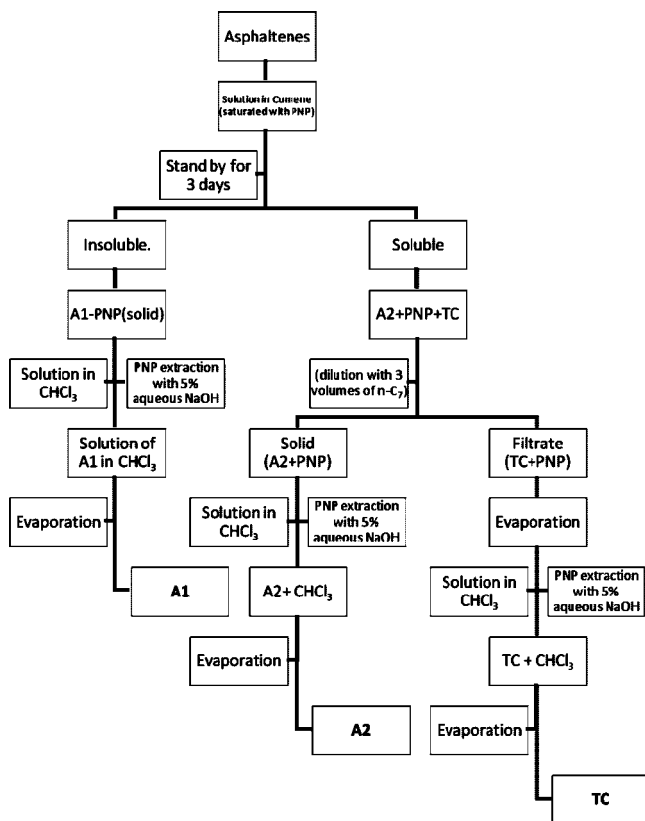 Asphaltenes
Solution in Cumene
(saturated with PNP)
Stand by for
3 days
Insoluble.
Soluble
A1-PNP(solid)
A2+PNP+TC
Solution in
CHCl₃
PNP extraction
with 5%
aqueous NaOH
(dilution with 3
volumes of n-C₇)
Solution of
A1 in CHCl₃
Solid
(A2+PNP)
Filtrate
(TC+PNP)
Evaporation
Solution in
CHCl₃
PNP extraction
with 5%
aqueous NaOH
Evaporation
A1
A2+ CHCl₃
Solution in
CHCl₃
PNP extraction
with 5%
aqueous NaOH
Evaporation
TC + CHCl₃
A2
Evaporation
TC